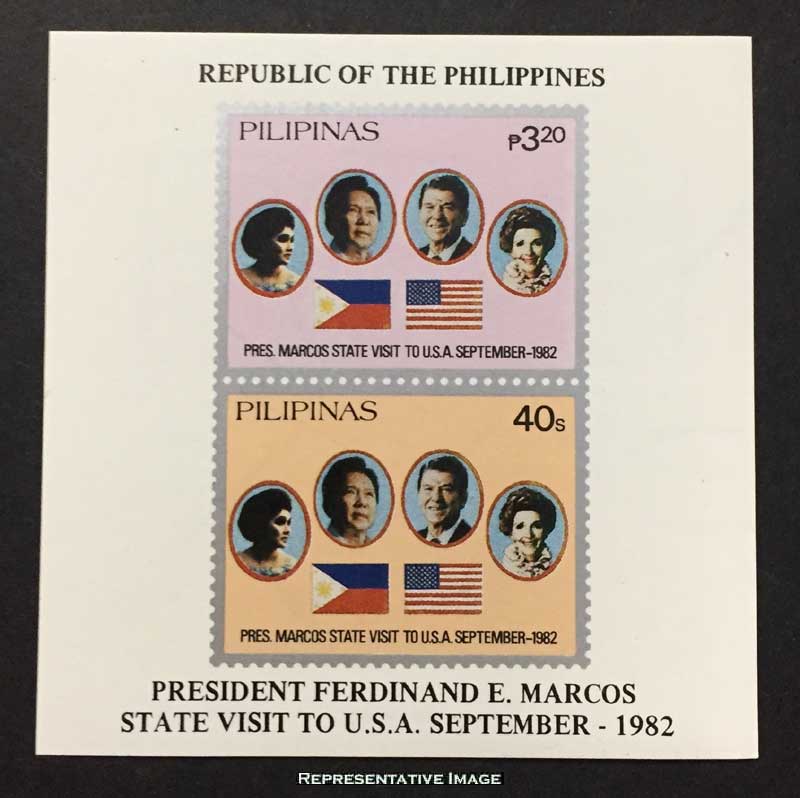 REPUBLIC OF THE PHILIPPINES
PILIPINAS
₱3 20
PRES. MARCOS STATE VISIT TO U.S.A. SEPTEMBER-1982
PILIPINAS
40s
PRES. MARCOS STATE VISIT TO U.S.A. SEPTEMBER-1982
PRESIDENT FERDINAND E. MARCOS
STATE VISIT TO U.S.A. SEPTEMBER - 1982
REPRESENTATIVE IMAGE